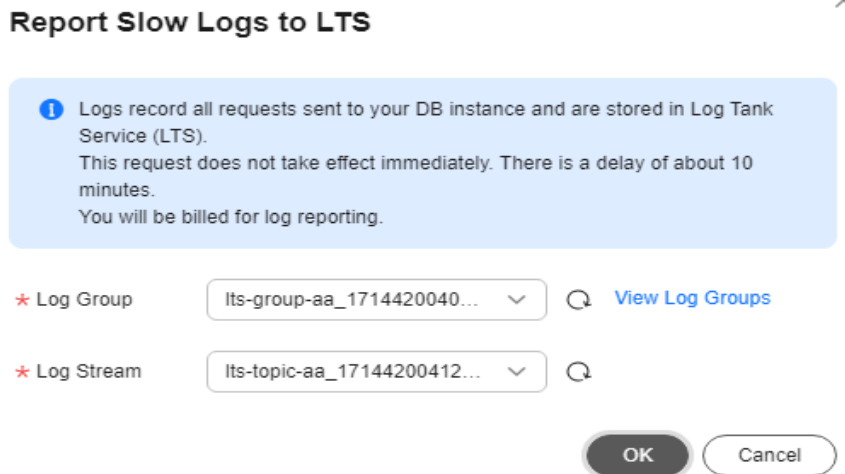 Report Slow Logs to LTS
Logs record all requests sent to your DB instance and are stored in Log Tank
Service (LTS).
This request does not take effect immediately. There is a delay of about 10
minutes.
You will be billed for log reporting.
* Log Group
lts-group-aa_1714420040...
View Log Groups
* Log Stream
lts-topic-aa_17144200412...
OK
Cancel